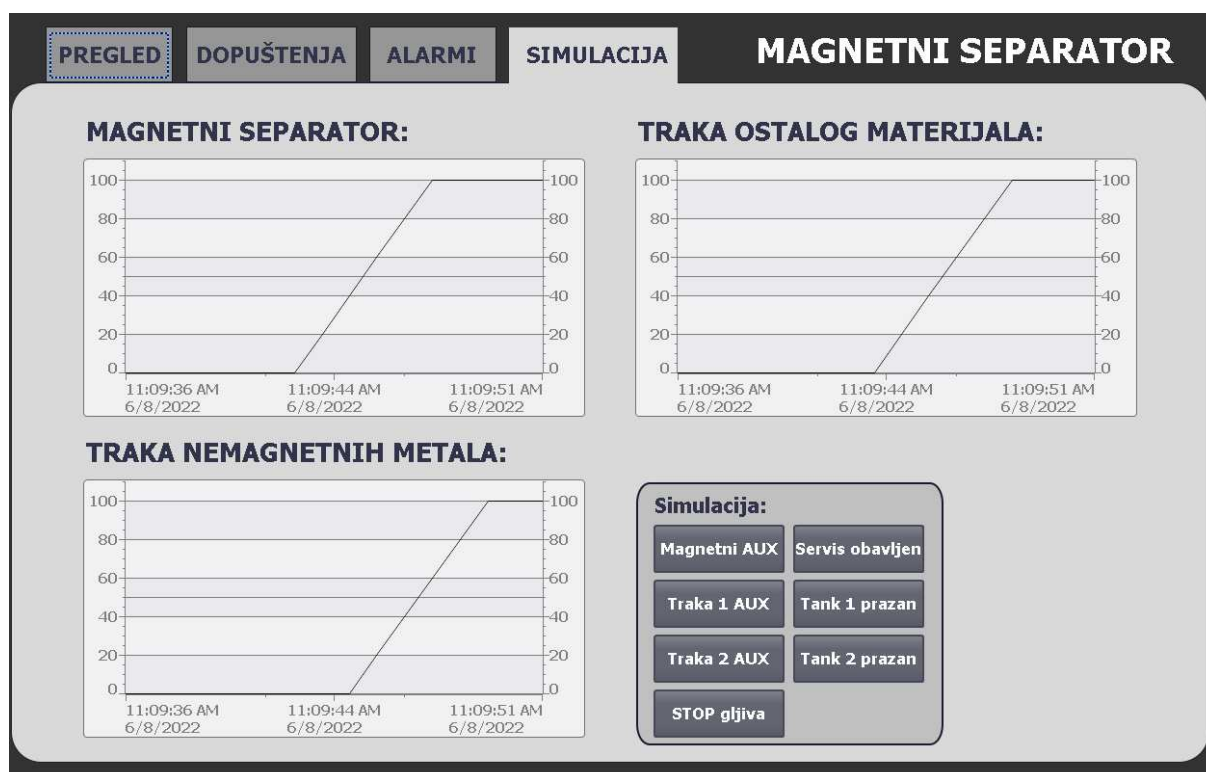 PREGLED
DOPUŠTENJA
ALARMI
SIMULACIJA
MAGNETNI SEPARATOR
MAGNETNI SEPARATOR:
100
80
60
40
20
0
100
80
60
40
20
0
11:09:36 AM 11:09:44 AM 11:09:51 AM
6/8/2022 6/8/2022 6/8/2022
TRAKA OSTALOG MATERIJALA:
100
80
60
40
20
0
100
80
60
40
20
0
11:09:36 AM 11:09:44 AM 11:09:51 AM
6/8/2022 6/8/2022 6/8/2022
TRAKA NEMAGNETNIH METALA:
100
80
60
40
20
0
100
80
60
40
20
0
11:09:36 AM 11:09:44 AM 11:09:51 AM
6/8/2022 6/8/2022 6/8/2022
Simulacija:
Magnetni AUX
Servis obavljen
Traka 1 AUX
Tank 1 prazan
Traka 2 AUX
Tank 2 prazan
STOP gljiva